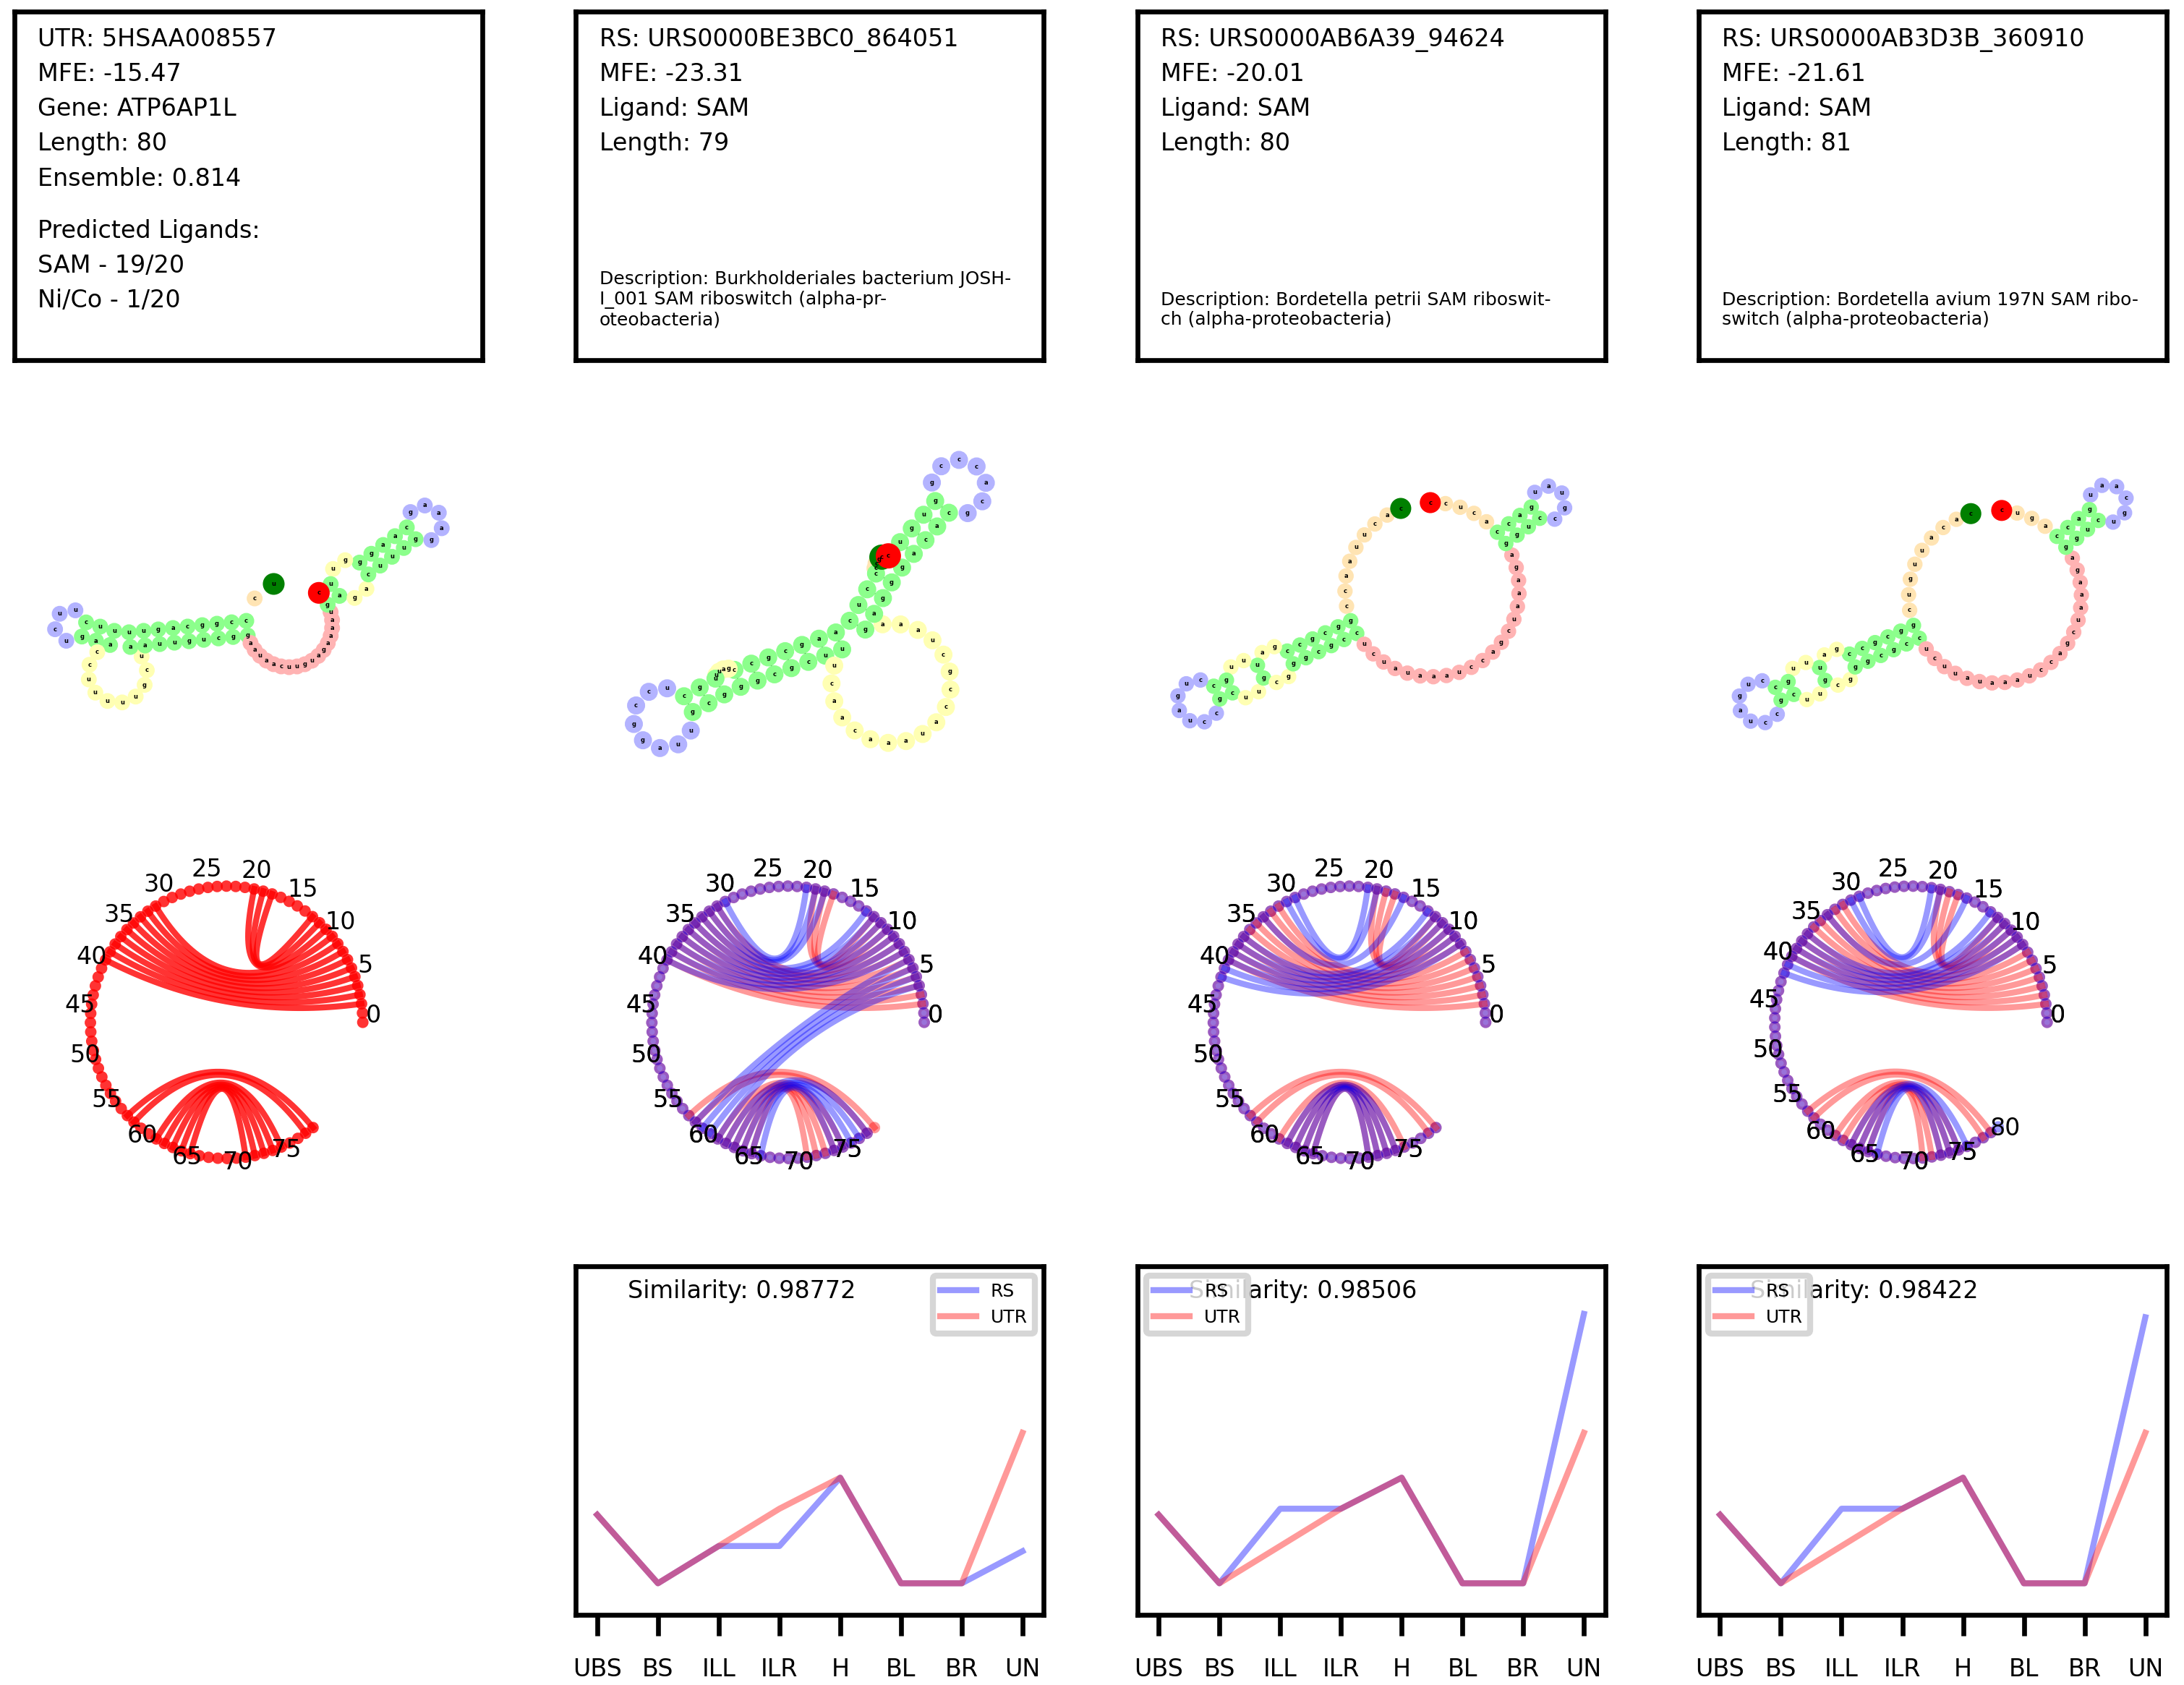 UTR: 5HSAA008557
MFE: -15.47
Gene: ATP6AP1L
Length: 80
Ensemble: 0.814
Predicted Ligands:
SAM - 19/20
Ni/Co - 1/20
RS: URS0000BE3BC0_864051
MFE: -23.31
Ligand: SAM
Length: 79
Description: Burkholderiales bacterium JOSH-
I_001 SAM riboswitch (alpha-pr-
oteobacteria)
RS: URS0000AB6A39_94624
MFE: -20.01
Ligand: SAM
Length: 80
Description: Bordetella petrii SAM riboswit-
ch (alpha-proteobacteria)
RS: URS0000AB3D3B_360910
MFE: -21.61
Ligand: SAM
Length: 81
Description: Bordetella avium 197N SAM ribo-
switch (alpha-proteobacteria)
0 5 10 15 20 25 30 35 40 45 50 55 60 65 70 75
0 5 10 15 20 25 30 35 40 45 50 55 60 65 70 75
0 5 10 15 20 25 30 35 40 45 50 55 60 65 70 75
0 5 10 15 20 25 30 35 40 45 50 55 60 65 70 75 80
Similarity: 0.98772
RS
UTR
UBS BS ILL ILR H BL BR UN
Similarity: 0.98506
RS
UTR
UBS BS ILL ILR H BL BR UN
Similarity: 0.98422
RS
UTR
UBS BS ILL ILR H BL BR UN